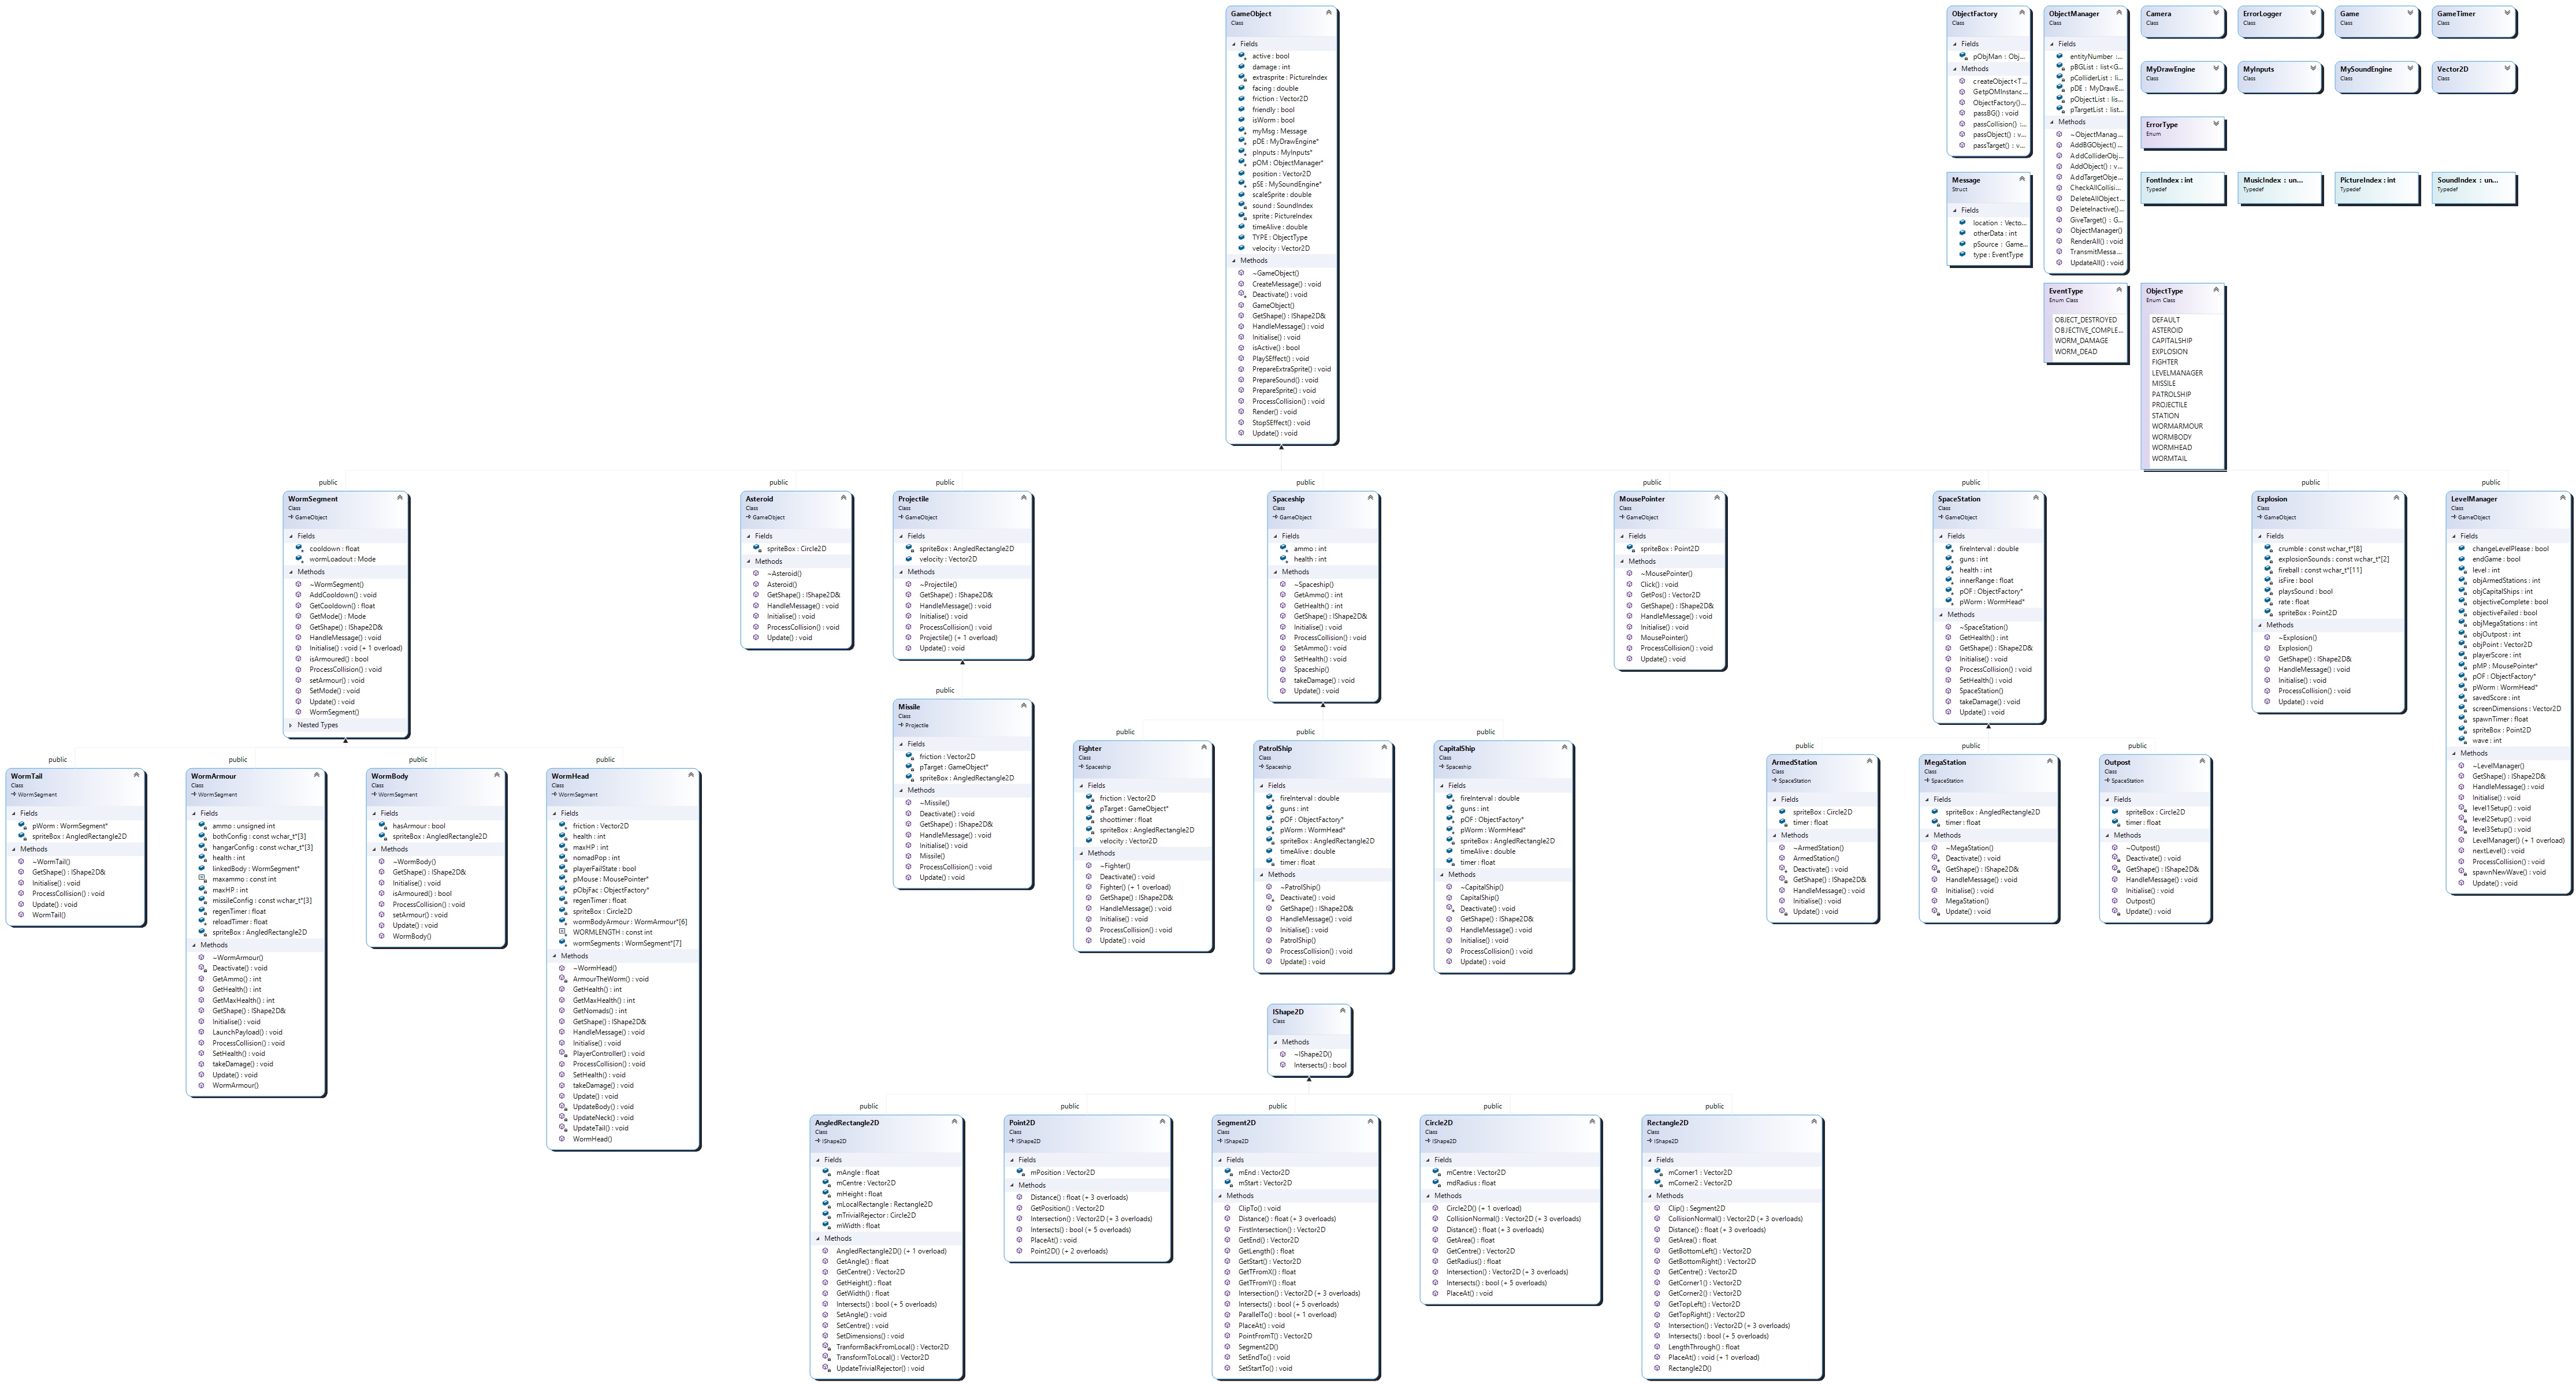 GameObject
Class
Fields
active : bool
damage : int
extrasprite : PictureIndex
facing : double
friction : Vector2D
friendly : bool
isWorm : bool
myMsg : Message
pDE : MyDrawEngine*
pInputs : MyInputs*
pOM : ObjectManager*
position : Vector2D
pSE : MySoundEngine*
scaleSprite : double
sound : SoundIndex
sprite : PictureIndex
timeAlive : double
TYPE : ObjectType
velocity : Vector2D
Methods
~GameObject()
CreateMessage() : void
Deactivate() : void
GameObject()
GetShape() : IShape2D&
HandleMessage() : void
Initialise() : void
isActive() : bool
PlaySEffect() : void
PrepareExtraSprite() : void
PrepareSound() : void
PrepareSprite() : void
ProcessCollision() : void
Render() : void
StopSEffect() : void
Update() : void
ObjectFactory
Class
Fields
pObjMan : Obj...
Methods
createObject<T...
GetpOMInstanc...
ObjectFactory()...
passBG() : void
passCollision() :...
passObject() : v...
passTarget() : v...
ObjectManager
Class
Fields
entityNumber :...
pBGList : list<G...
pColliderList : li...
pDE : MyDrawE...
pObjectList : lis...
pTargetList : list...
Methods
~ObjectManag...
AddBGObject()...
AddColliderObj...
AddObject() : v...
AddTargetObje...
CheckAllCollisi...
DeleteAllObject...
DeleteInactive()...
GiveTarget() : G...
ObjectManager()
RenderAll() : void
TransmitMessa...
UpdateAll() : void
Camera
Class
ErrorLogger
Class
Game
Class
GameTimer
Class
MyDrawEngine
Class
MyInputs
Class
MySoundEngine
Class
Vector2D
Class
ErrorType
Enum
Message
Struct
Fields
location : Vecto...
otherData : int
pSource : Game...
type : EventType
FontIndex : int
Typedef
MusicIndex : un...
Typedef
PictureIndex : int
Typedef
SoundIndex : un...
Typedef
EventType
Enum Class
OBJECT_DESTROYED
OBJECTIVE_COMPLE...
WORM_DAMAGE
WORM_DEAD
ObjectType
Enum Class
DEFAULT
ASTEROID
CAPITALSHIP
EXPLOSION
FIGHTER
LEVELMANAGER
MISSILE
PATROLSHIP
PROJECTILE
STATION
WORMARMOUR
WORMBODY
WORMHEAD
WORMTAIL
public
WormSegment
Class
GameObject
Fields
cooldown : float
wormLoadout : Mode
Methods
~WormSegment()
AddCooldown() : void
GetCooldown() : float
GetMode() : Mode
GetShape() : IShape2D&
HandleMessage() : void
Initialise() : void (+ 1 overload)
isArmoured() : bool
ProcessCollision() : void
setArmour() : void
SetMode() : void
Update() : void
WormSegment()
Nested Types
public
Asteroid
Class
GameObject
Fields
spriteBox : Circle2D
Methods
~Asteroid()
Asteroid()
GetShape() : IShape2D&
HandleMessage() : void
Initialise() : void
ProcessCollision() : void
Update() : void
public
Projectile
Class
GameObject
Fields
spriteBox : AngledRectangle2D
velocity : Vector2D
Methods
~Projectile()
GetShape() : IShape2D&
HandleMessage() : void
Initialise() : void
ProcessCollision() : void
Projectile() (+ 1 overload)
Update() : void
public
Spaceship
Class
GameObject
Fields
ammo : int
health : int
Methods
~Spaceship()
GetAmmo() : int
GetHealth() : int
GetShape() : IShape2D&
Initialise() : void
ProcessCollision() : void
SetAmmo() : void
SetHealth() : void
Spaceship()
takeDamage() : void
Update() : void
public
MousePointer
Class
GameObject
Fields
spriteBox : Point2D
Methods
~MousePointer()
Click() : void
GetPos() : Vector2D
GetShape() : IShape2D&
HandleMessage() : void
Initialise() : void
MousePointer()
ProcessCollision() : void
Update() : void
public
SpaceStation
Class
GameObject
Fields
fireInterval : double
guns : int
health : int
innerRange : float
pOF : ObjectFactory*
pWorm : WormHead*
Methods
~SpaceStation()
GetHealth() : int
GetShape() : IShape2D&
Initialise() : void
ProcessCollision() : void
SetHealth() : void
SpaceStation()
takeDamage() : void
Update() : void
public
Explosion
Class
GameObject
Fields
crumble : const wchar_t*[8]
explosionSounds : const wchar_t*[2]
fireball : const wchar_t*[11]
isFire : bool
playsSound : bool
rate : float
spriteBox : Point2D
Methods
~Explosion()
Explosion()
GetShape() : IShape2D&
HandleMessage() : void
Initialise() : void
ProcessCollision() : void
Update() : void
public
LevelManager
Class
GameObject
Fields
changeLevelPlease : bool
endGame : bool
level : int
objArmedStations : int
objCapitalShips : int
objectiveComplete : bool
objectiveFailed : bool
objMegaStations : int
objOutpost : int
objPoint : Vector2D
playerScore : int
pMP : MousePointer*
pOF : ObjectFactory*
pWorm : WormHead*
savedScore : int
screenDimensions : Vector2D
spawnTimer : float
spriteBox : Point2D
wave : int
Methods
~LevelManager()
GetShape() : IShape2D&
HandleMessage() : void
Initialise() : void
level1Setup() : void
level2Setup() : void
level3Setup() : void
LevelManager() (+ 1 overload)
nextLevel() : void
ProcessCollision() : void
spawnNewWave() : void
Update() : void
public
WormTail
Class
WormSegment
Fields
pWorm : WormSegment*
spriteBox : AngledRectangle2D
Methods
~WormTail()
GetShape() : IShape2D&
Initialise() : void
ProcessCollision() : void
Update() : void
WormTail()
public
WormArmour
Class
WormSegment
Fields
ammo : unsigned int
bothConfig : const wchar_t*[3]
hangarConfig : const wchar_t*[3]
health : int
linkedBody : WormSegment*
maxammo : const int
maxHP : int
missileConfig : const wchar_t*[3]
regenTimer : float
reloadTimer : float
spriteBox : AngledRectangle2D
Methods
~WormArmour()
Deactivate() : void
GetAmmo() : int
GetHealth() : int
GetMaxHealth() : int
GetShape() : IShape2D&
Initialise() : void
LaunchPayload() : void
ProcessCollision() : void
SetHealth() : void
takeDamage() : void
Update() : void
WormArmour()
public
WormBody
Class
WormSegment
Fields
hasArmour : bool
spriteBox : AngledRectangle2D
Methods
~WormBody()
GetShape() : IShape2D&
Initialise() : void
isArmoured() : bool
ProcessCollision() : void
setArmour() : void
Update() : void
WormBody()
public
WormHead
Class
WormSegment
Fields
friction : Vector2D
health : int
maxHP : int
nomadPop : int
playerFailState : bool
pMouse : MousePointer*
pObjFac : ObjectFactory*
regenTimer : float
spriteBox : Circle2D
wormBodyArmour : WormArmour*[6]
WORMLENGTH : const int
wormSegments : WormSegment*[7]
Methods
~WormHead()
ArmourTheWorm() : void
GetHealth() : int
GetMaxHealth() : int
GetNomads() : int
GetShape() : IShape2D&
HandleMessage() : void
Initialise() : void
PlayerController() : void
ProcessCollision() : void
SetHealth() : void
takeDamage() : void
Update() : void
UpdateBody() : void
UpdateNeck() : void
UpdateTail() : void
WormHead()
public
Missile
Class
Projectile
Fields
friction : Vector2D
pTarget : GameObject*
spriteBox : AngledRectangle2D
Methods
~Missile()
Deactivate() : void
GetShape() : IShape2D&
HandleMessage() : void
Initialise() : void
Missile()
ProcessCollision() : void
Update() : void
public
Fighter
Class
Spaceship
Fields
friction : Vector2D
pTarget : GameObject*
shoottimer : float
spriteBox : AngledRectangle2D
velocity : Vector2D
Methods
~Fighter()
Deactivate() : void
Fighter() (+ 1 overload)
GetShape() : IShape2D&
HandleMessage() : void
Initialise() : void
ProcessCollision() : void
Update() : void
public
PatrolShip
Class
Spaceship
Fields
fireInterval : double
guns : int
pOF : ObjectFactory*
pWorm : WormHead*
spriteBox : AngledRectangle2D
timeAlive : double
timer : float
Methods
~PatrolShip()
Deactivate() : void
GetShape() : IShape2D&
HandleMessage() : void
Initialise() : void
PatrolShip()
ProcessCollision() : void
Update() : void
public
CapitalShip
Class
Spaceship
Fields
fireInterval : double
guns : int
pOF : ObjectFactory*
pWorm : WormHead*
spriteBox : AngledRectangle2D
timeAlive : double
timer : float
Methods
~CapitalShip()
CapitalShip()
Deactivate() : void
GetShape() : IShape2D&
HandleMessage() : void
Initialise() : void
ProcessCollision() : void
Update() : void
public
ArmedStation
Class
SpaceStation
Fields
spriteBox : Circle2D
timer : float
Methods
~ArmedStation()
ArmedStation()
Deactivate() : void
GetShape() : IShape2D&
HandleMessage() : void
Initialise() : void
Update() : void
public
MegaStation
Class
SpaceStation
Fields
spriteBox : AngledRectangle2D
timer : float
Methods
~MegaStation()
Deactivate() : void
GetShape() : IShape2D&
HandleMessage() : void
Initialise() : void
MegaStation()
Update() : void
public
Outpost
Class
SpaceStation
Fields
spriteBox : Circle2D
timer : float
Methods
~Outpost()
Deactivate() : void
GetShape() : IShape2D&
HandleMessage() : void
Initialise() : void
Outpost()
Update() : void
IShape2D
Class
Methods
~IShape2D()
Intersects() : bool
public
AngledRectangle2D
Class
IShape2D
Fields
mAngle : float
mCentre : Vector2D
mHeight : float
mLocalRectangle : Rectangle2D
mTrivialRejector : Circle2D
mWidth : float
Methods
AngledRectangle2D() (+ 1 overload)
GetAngle() : float
GetCentre() : Vector2D
GetHeight() : float
GetWidth() : float
Intersects() : bool (+ 5 overloads)
SetAngle() : void
SetCentre() : void
SetDimensions() : void
TranformBackFromLocal() : Vector2D
TransformToLocal() : Vector2D
UpdateTrivialRejector() : void
public
Point2D
Class
IShape2D
Fields
mPosition : Vector2D
Methods
Distance() : float (+ 3 overloads)
GetPosition() : Vector2D
Intersection() : Vector2D (+ 3 overloads)
Intersects() : bool (+ 5 overloads)
PlaceAt() : void
Point2D() (+ 2 overloads)
public
Segment2D
Class
IShape2D
Fields
mEnd : Vector2D
mStart : Vector2D
Methods
ClipTo() : void
Distance() : float (+ 3 overloads)
FirstIntersection() : Vector2D
GetEnd() : Vector2D
GetLength() : float
GetStart() : Vector2D
GetTFromX() : float
GetTFromY() : float
Intersection() : Vector2D (+ 3 overloads)
Intersects() : bool (+ 5 overloads)
ParallelTo() : bool (+ 1 overload)
PlaceAt() : void
PointFromT() : Vector2D
Segment2D()
SetEndTo() : void
SetStartTo() : void
public
Circle2D
Class
IShape2D
Fields
mCentre : Vector2D
mdRadius : float
Methods
Circle2D() (+ 1 overload)
CollisionNormal() : Vector2D (+ 3 overloads)
Distance() : float (+ 3 overloads)
GetArea() : float
GetCentre() : Vector2D
GetRadius() : float
Intersection() : Vector2D (+ 3 overloads)
Intersects() : bool (+ 5 overloads)
PlaceAt() : void
public
Rectangle2D
Class
IShape2D
Fields
mCorner1 : Vector2D
mCorner2 : Vector2D
Methods
Clip() : Segment2D
CollisionNormal() : Vector2D (+ 3 overloads)
Distance() : float (+ 3 overloads)
GetArea() : float
GetBottomLeft() : Vector2D
GetBottomRight() : Vector2D
GetCentre() : Vector2D
GetCorner1() : Vector2D
GetCorner2() : Vector2D
GetTopLeft() : Vector2D
GetTopRight() : Vector2D
Intersection() : Vector2D (+ 3 overloads)
Intersects() : bool (+ 5 overloads)
LengthThrough() : float
PlaceAt() : void (+ 1 overload)
Rectangle2D()